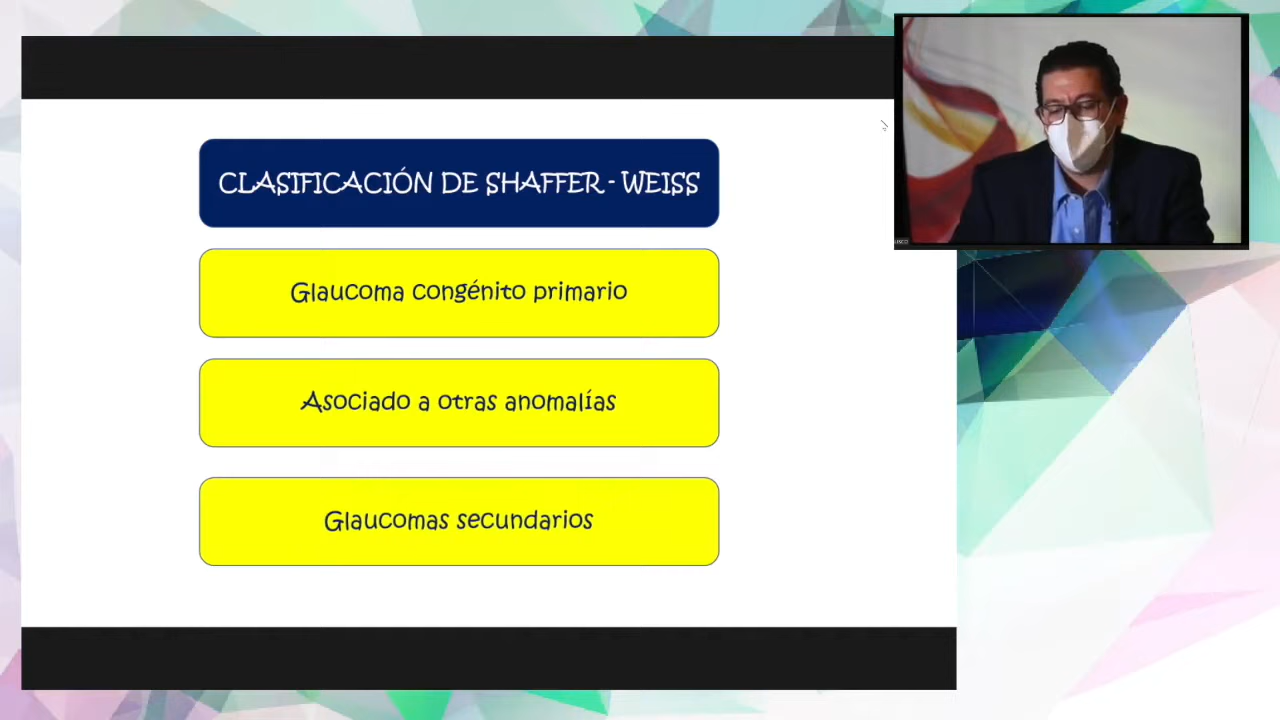 CLASIFICACIÓN DE SHAFFER - WEISS
Glaucoma congénito primario
Asociado a otras anomalías
Glaucomas secundarios